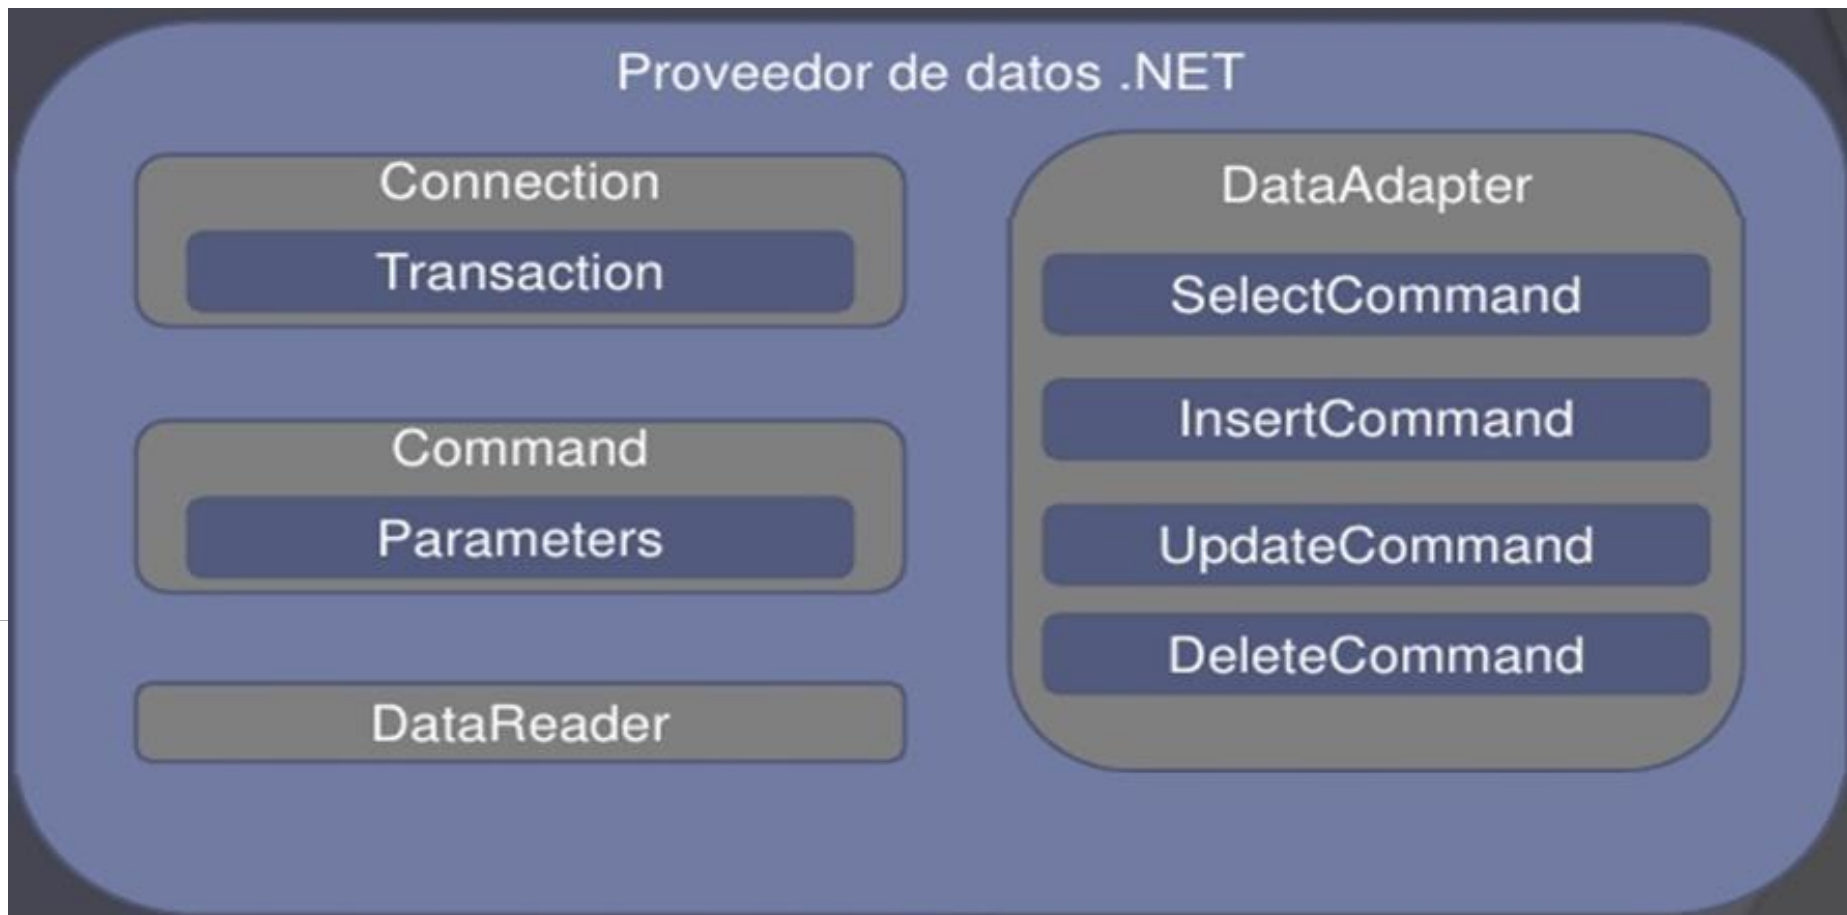 Proveedor de datos .NET
Connection
Transaction
Command
Parameters
DataReader
DataAdapter
SelectCommand
InsertCommand
UpdateCommand
DeleteCommand